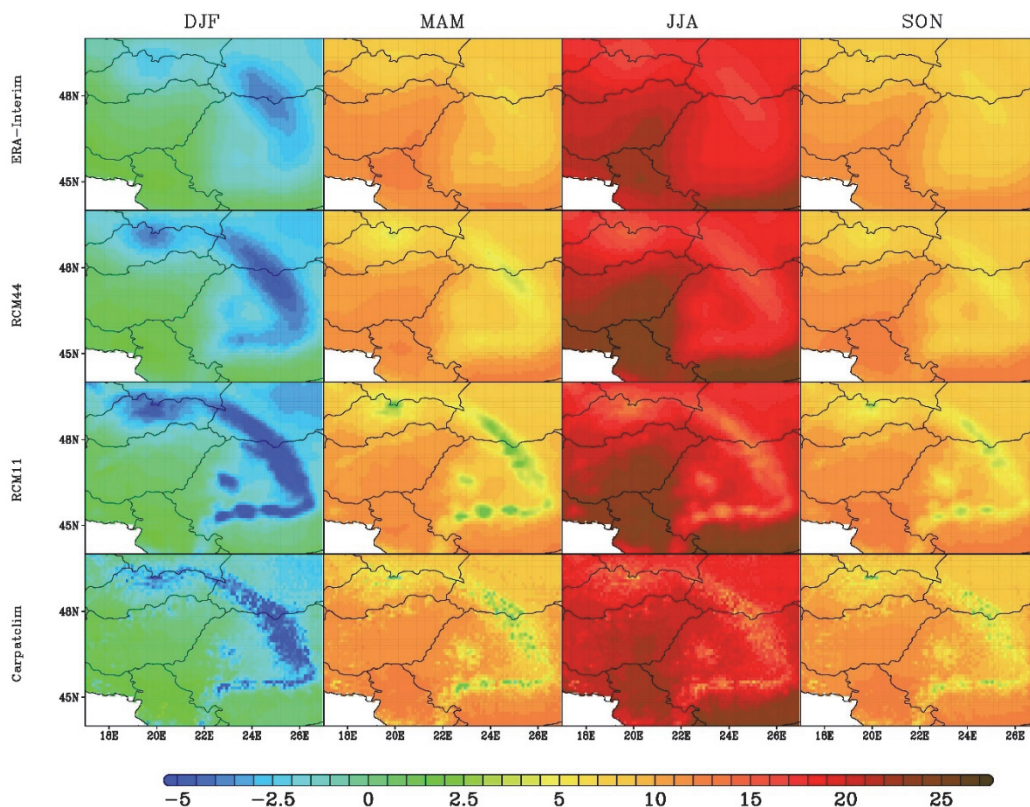 DJF MAM JJA SON
ERA-Interim
48N
45N
RCM44
48N
45N
RCM11
48N
45N
Carpatclim
48N
45N
18E 20E 22E 24E 26E 18E 20E 22E 24E 26E 18E 20E 22E 24E 26E 18E 20E 22E 24E 26E
-5 -2.5 0 2.5 5 10 15 20 25